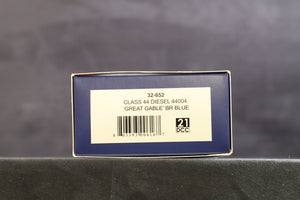 32-652
CLASS 44 DIESEL 44004
'GREAT GABLE' BR BLUE
21
DCC